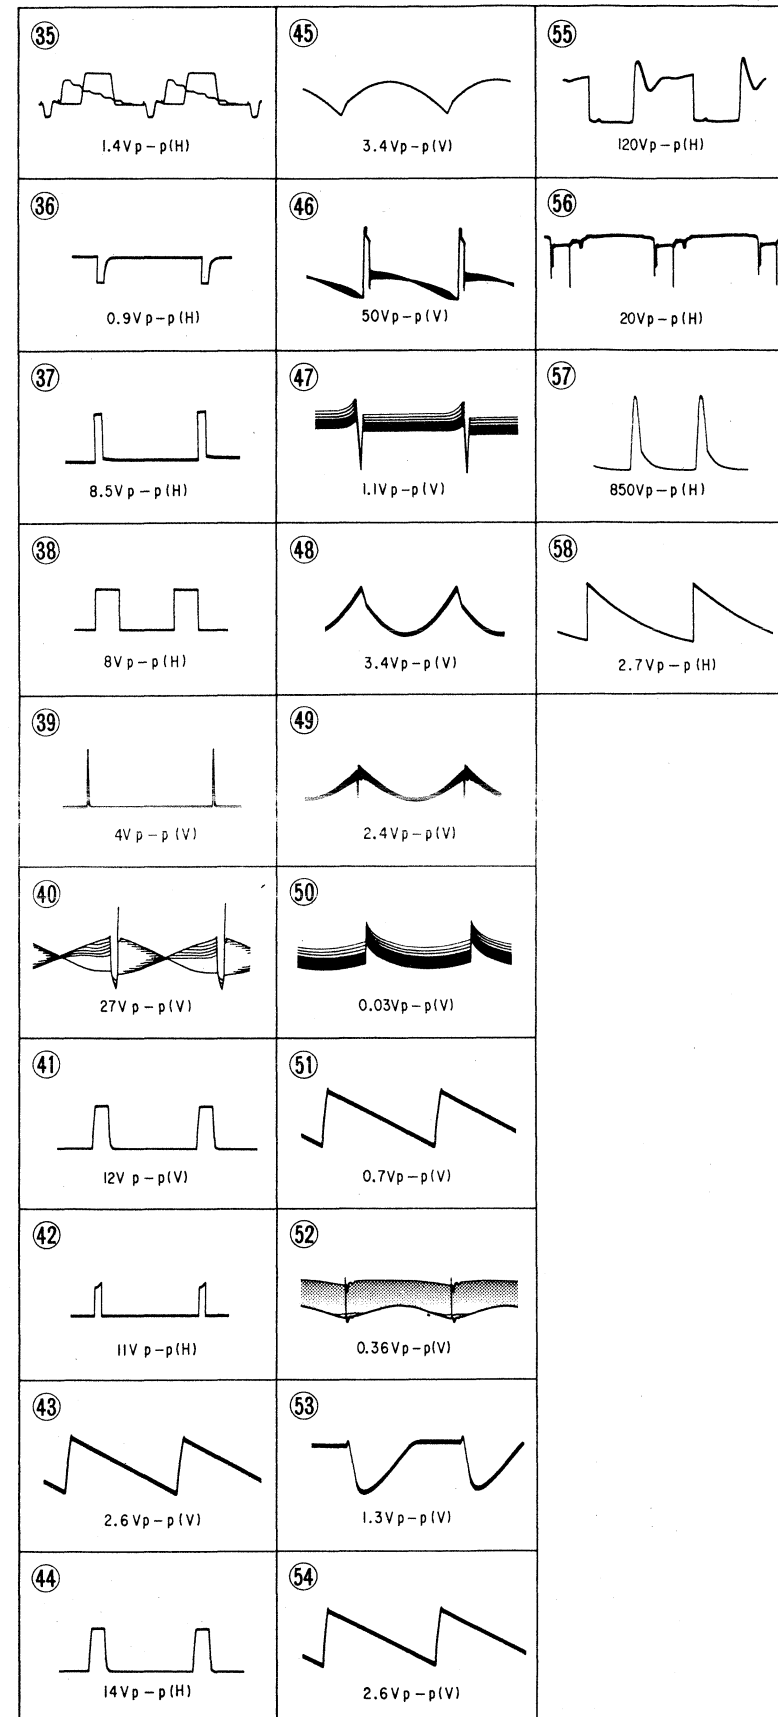 35
1.4Vp-p(H)
36
0.9Vp-p(H)
37
8.5Vp-p(H)
38
8Vp-p(H)
39
4Vp-p(V)
40
27Vp-p(V)
41
12Vp-p(V)
42
11Vp-p(H)
43
2.6Vp-p(V)
44
14Vp-p(H)
45
3.4Vp-p(V)
46
50Vp-p(V)
47
1.1Vp-p(V)
48
3.4Vp-p(V)
49
2.4Vp-p(V)
50
0.03Vp-p(V)
51
0.7Vp-p(V)
52
0.36Vp-p(V)
53
1.3Vp-p(V)
54
2.6Vp-p(V)
55
120Vp-p(H)
56
20Vp-p(H)
57
850Vp-p(H)
58
2.7Vp-p(H)